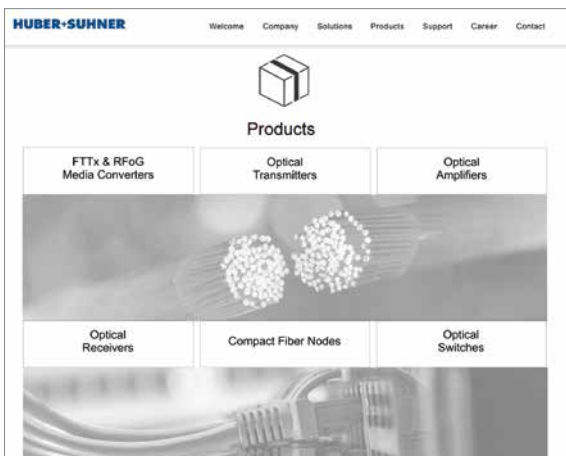 HUBER+SUHNER
Welcome Company Solutions Products Support Career Contact
Products
FTTx & RFoG
Media Converters
Optical
Transmitters
Optical
Amplifiers
Optical
Receivers
Compact Fiber Nodes
Optical
Switches